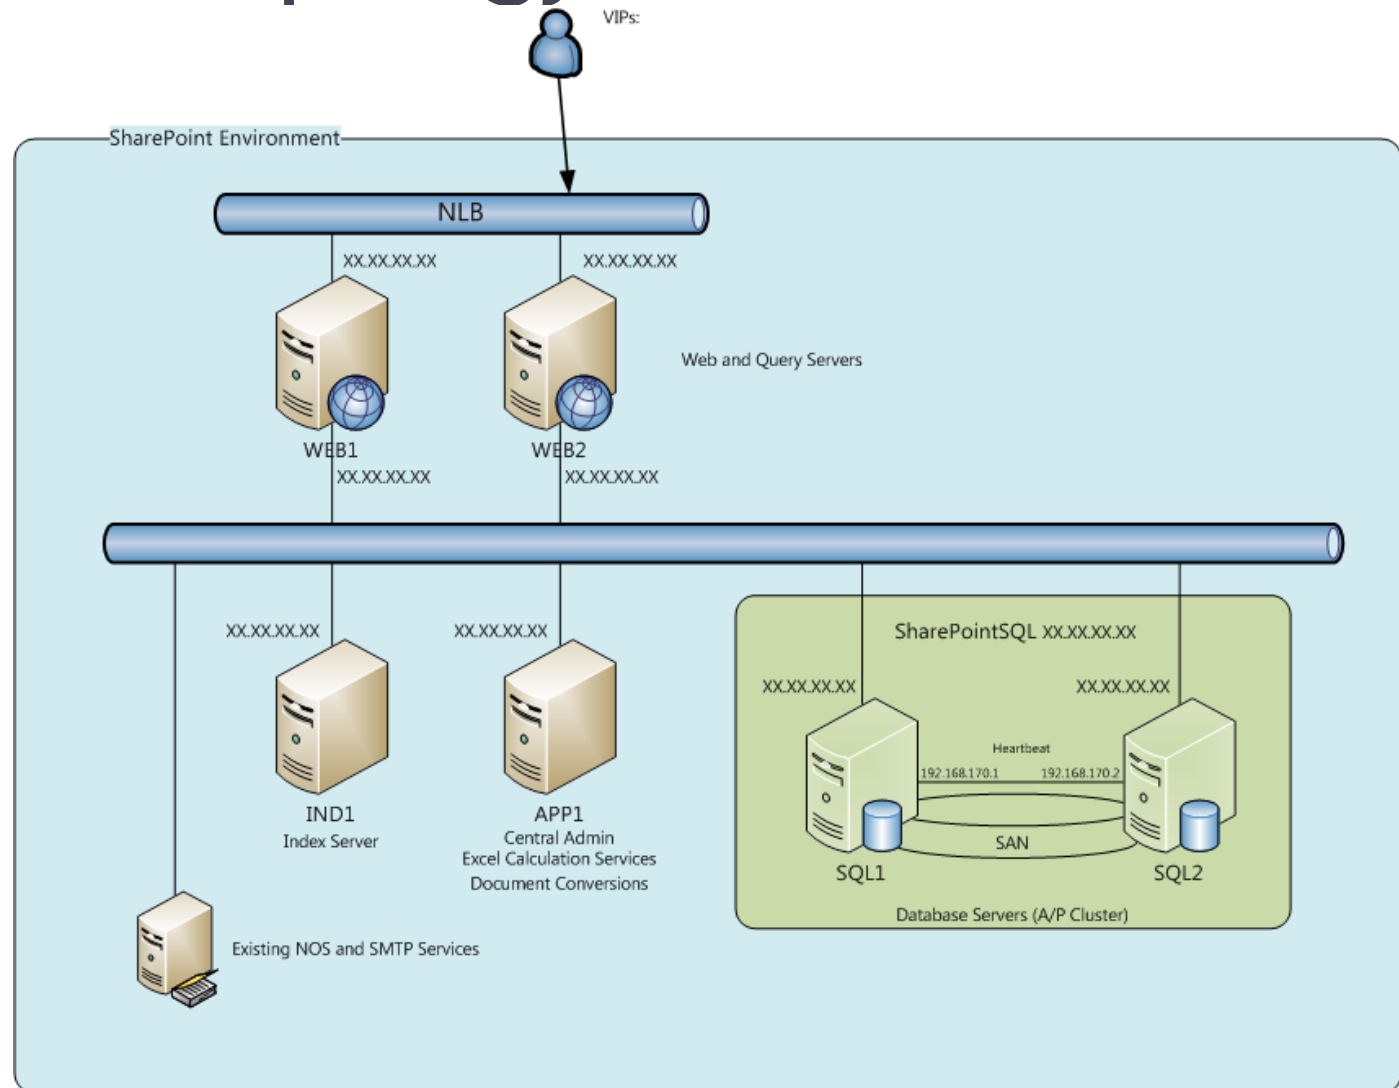 VIPs:
SharePoint Environment
NLB
XX.XX.XX.XX
XX.XX.XX.XX
Web and Query Servers
WEB1
WEB2
XX.XX.XX.XX
XX.XX.XX.XX
XX.XX.XX.XX
XX.XX.XX.XX
SharePointSQL XX.XX.XX.XX
XX.XX.XX.XX
XX.XX.XX.XX
Heartbeat
192.168.170.1
192.168.170.2
SAN
IND1
Index Server
APP1
Central Admin
Excel Calculation Services
Document Conversions
SQL1
SQL2
Database Servers (A/P Cluster)
Existing NOS and SMTP Services